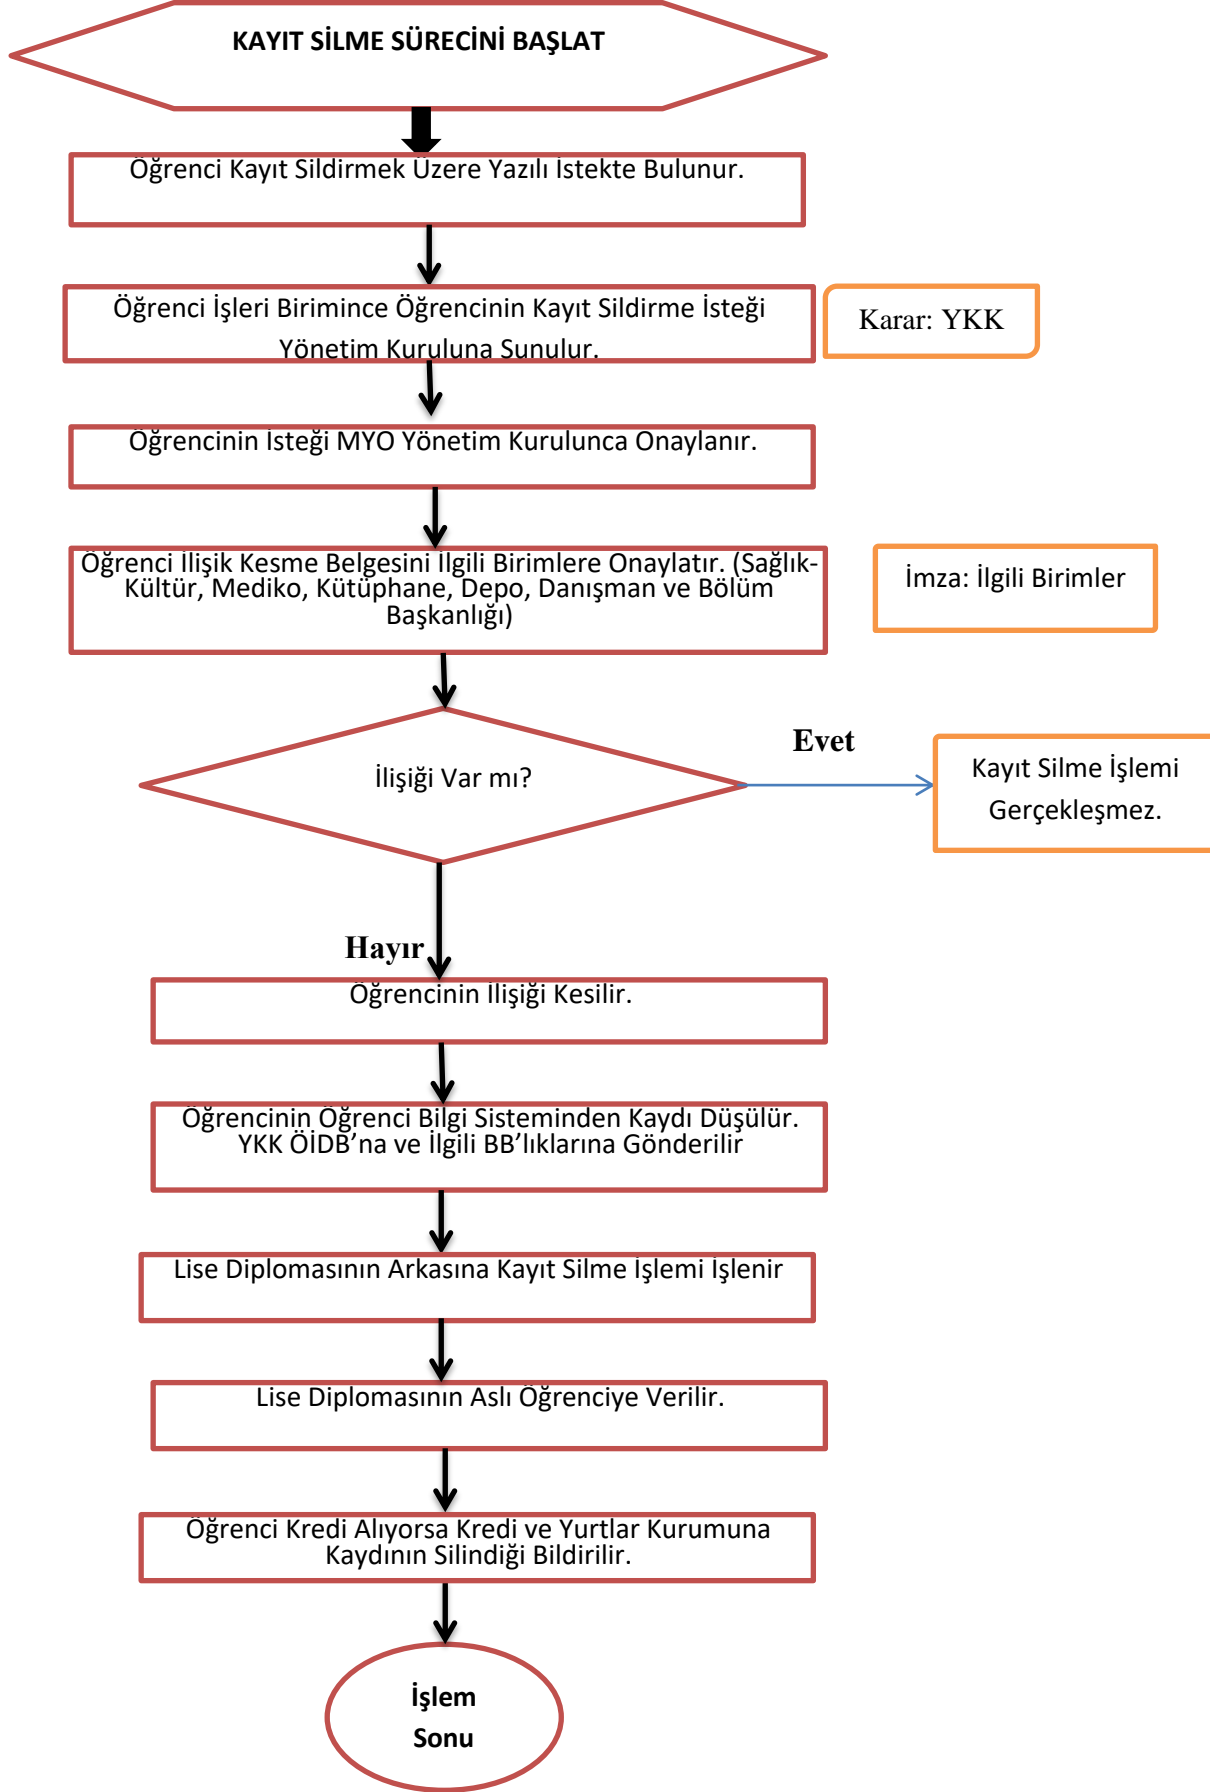 KAYIT SİLME SÜRECİNİ BAŞLAT
Öğrenci Kayıt Sildirmek Üzere Yazılı İstekte Bulunur.
Öğrenci İşleri Birimince Öğrencinin Kayıt Sildirme İsteği
Yönetim Kuruluna Sunulur.
Karar: YKK
Öğrencinin İsteği MYO Yönetim Kurulunca Onaylanır.
Öğrenci İlişik Kesme Belgesini İlgili Birimlere Onaylatır. (Sağlık-
Kültür, Mediko, Kütüphane, Depo, Danışman ve Bölüm
Başkanlığı)
İmza: İlgili Birimler
İlişiği Var mı?
Evet
Kayıt Silme İşlemi
Gerçekleşmez.
Hayır
Öğrencinin İlişiği Kesilir.
Öğrencinin Öğrenci Bilgi Sisteminden Kaydı Düşülür.
YKK ÖİDB’na ve İlgili BB’lıklarına Gönderilir
Lise Diplomasının Arkasına Kayıt Silme İşlemi İşlenir
Lise Diplomasının Aslı Öğrenciye Verilir.
Öğrenci Kredi Alıyorsa Kredi ve Yurtlar Kurumuna
Kaydının Silindiği Bildirilir.
İşlem
Sonu